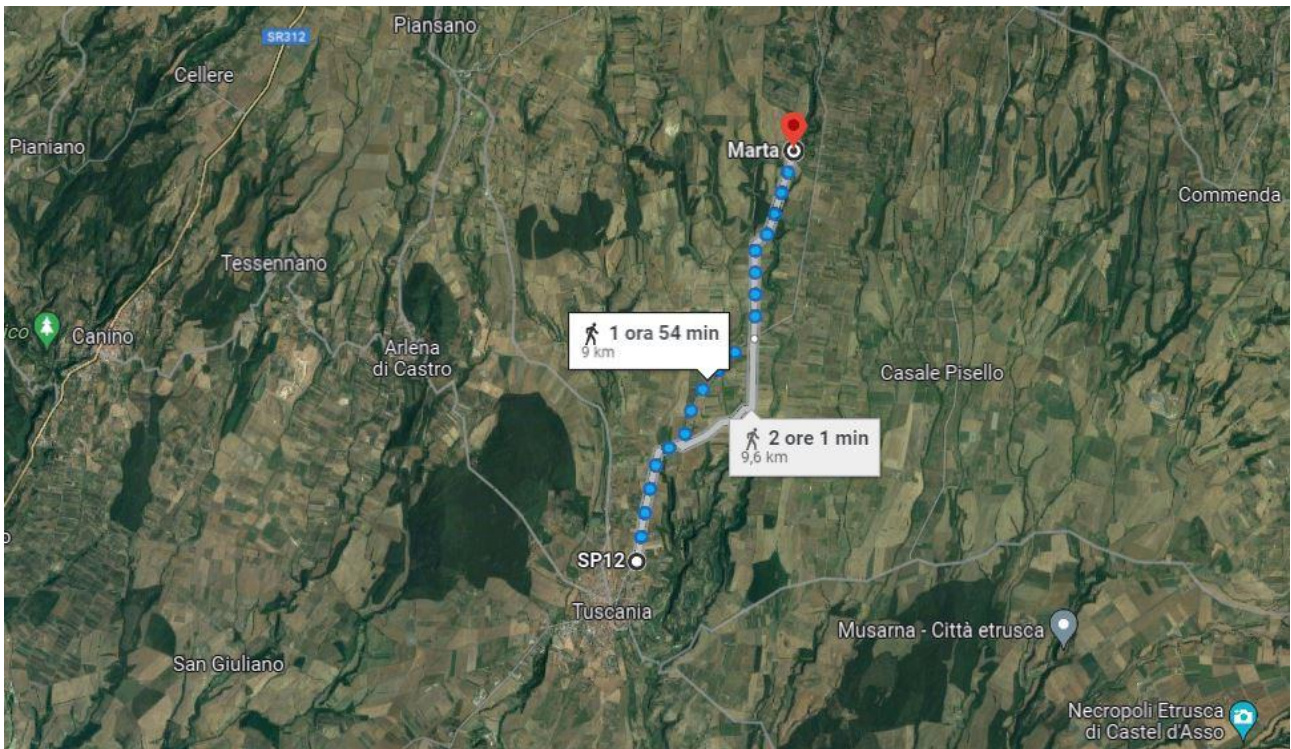 Piansano
SR312
Cellere
Pianiano
Marta
Commenda
Tessennano
1 ora 54 min
9 km
Canino
Arlena
di Castro
Casale Pisello
2 ore 1 min
9,6 km
SP12
Tuscania
Musarna - Città etrusca
San Giuliano
Necropoli Etrusca
di Castel d'Asso